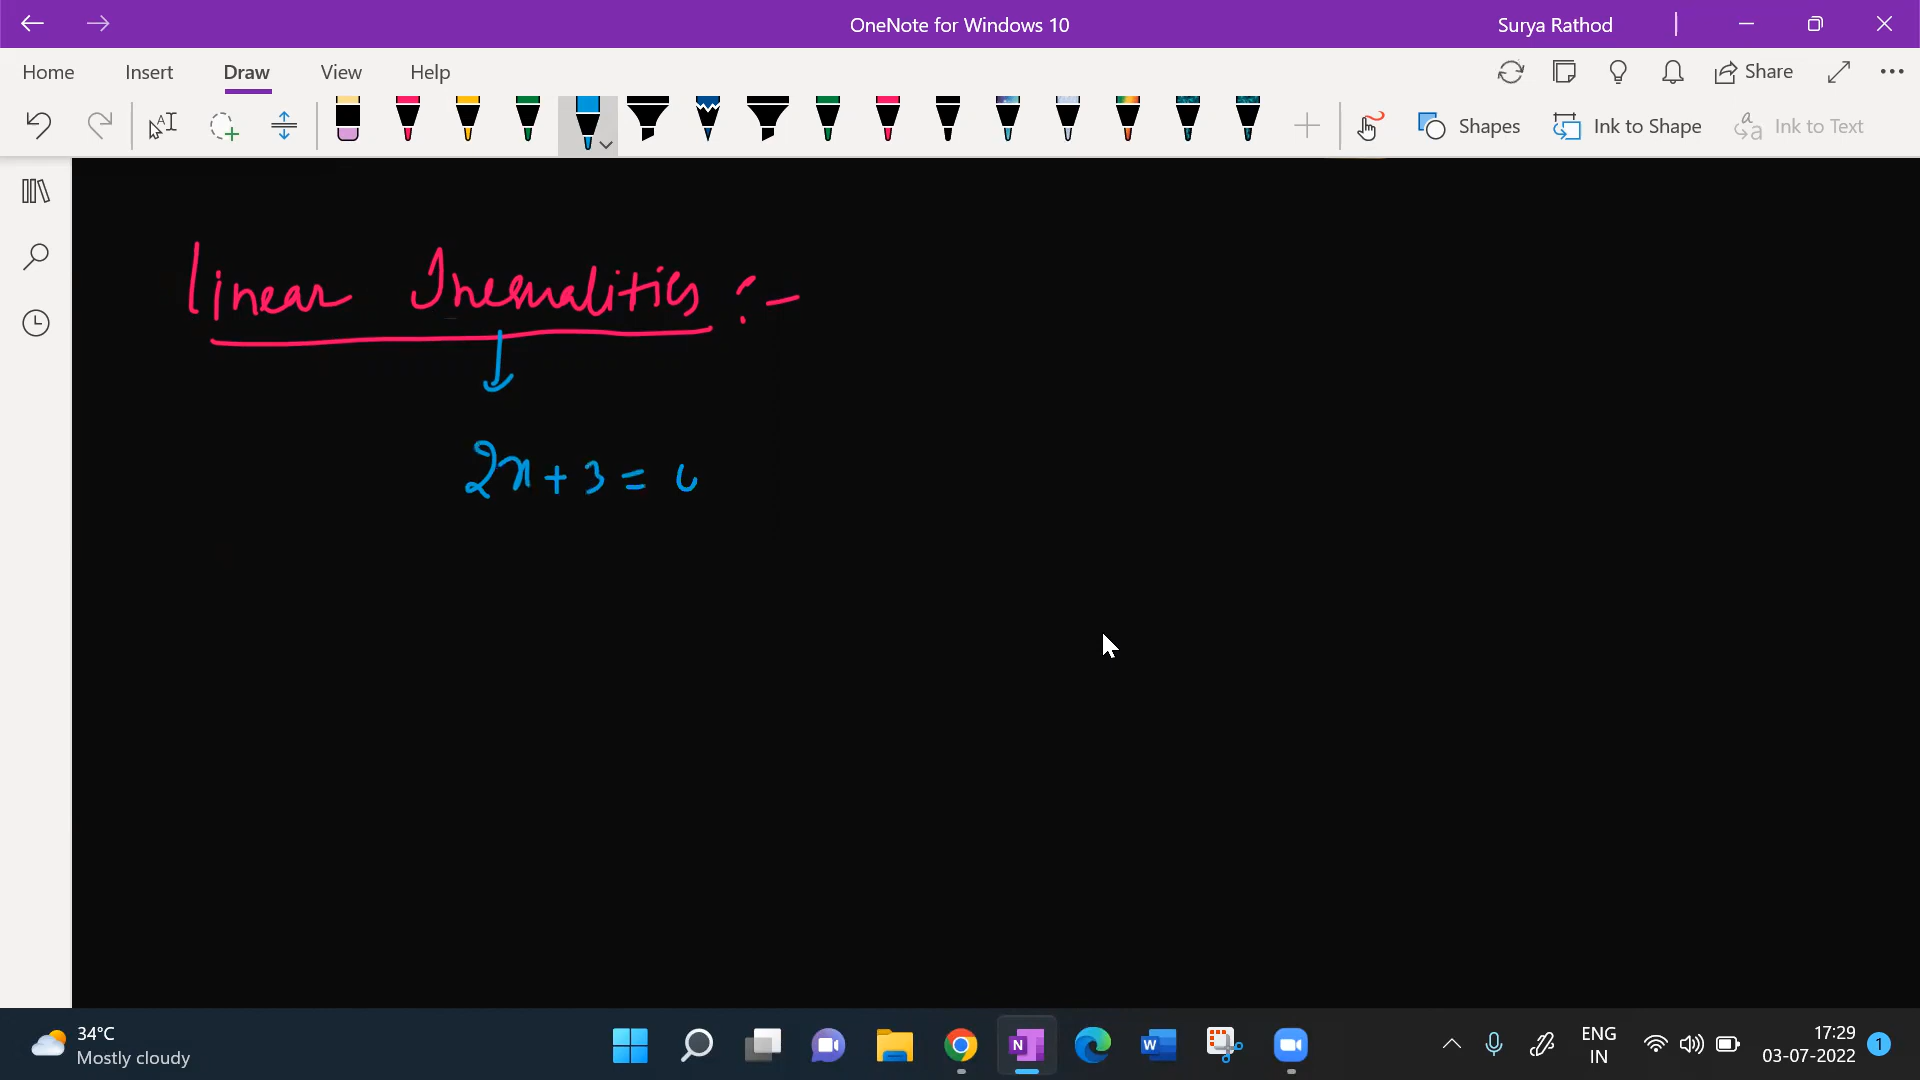 OneNote for Windows 10
Surya Rathod
Home Insert Draw View Help
Share
Shapes Ink to Shape Ink to Text
Linear Inequalities :-
2x + 3 =
34°C
Mostly cloudy
ENG
IN
17:29
03-07-2022
1